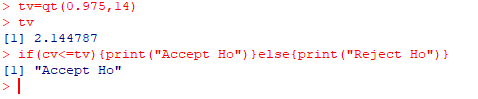 > tv=qt(0.975,14)
> tv
[1] 2.144787
> if(cv<=tv){print("Accept Ho")}else{print("Reject Ho")}
[1] "Accept Ho"
>